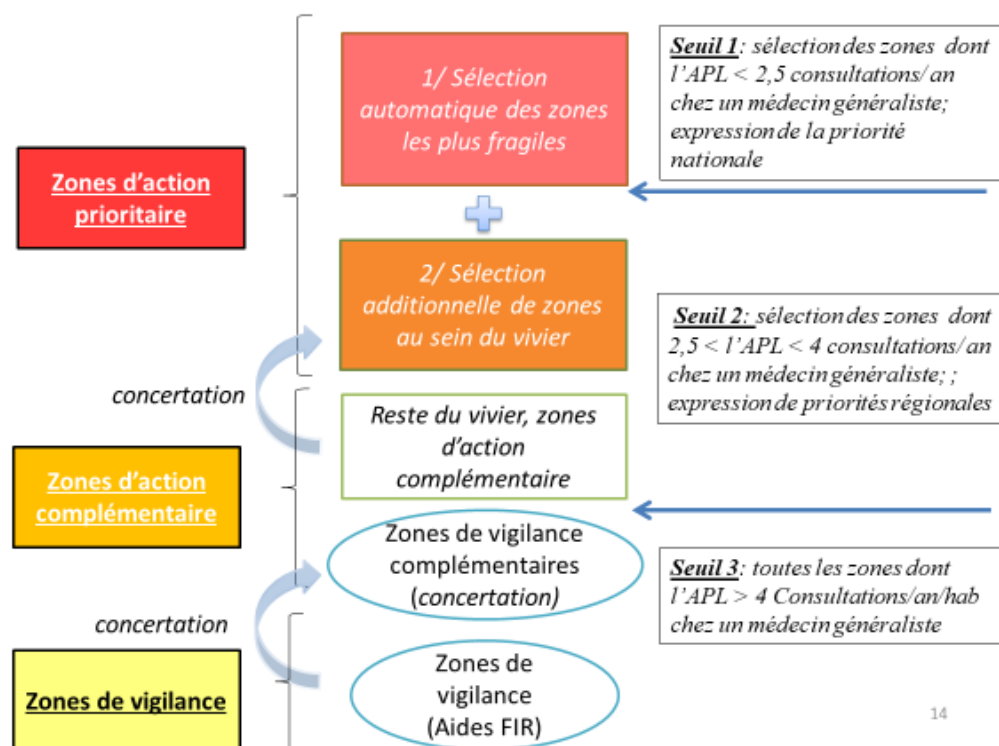 1/ Sélection
automatique des zones
les plus fragiles
Seuil 1: sélection des zones dont
l'APL < 2,5 consultations/an
chez un médecin généraliste;
expression de la priorité
nationale
Zones d'action
prioritaire
2/ Sélection
additionnelle de zones
au sein du vivier
Seuil 2: sélection des zones dont
2,5 < l'APL < 4 consultations/an
chez un médecin généraliste; ;
expression de priorités régionales
concertation
Reste du vivier, zones
d'action
complémentaire
Zones d'action
complémentaire
Zones de vigilance
complémentaires
(concertation)
Seuil 3: toutes les zones dont
l'APL > 4 Consultations/an/hab
chez un médecin généraliste
concertation
Zones de vigilance
Zones de
vigilance
(Aides FIR)
14